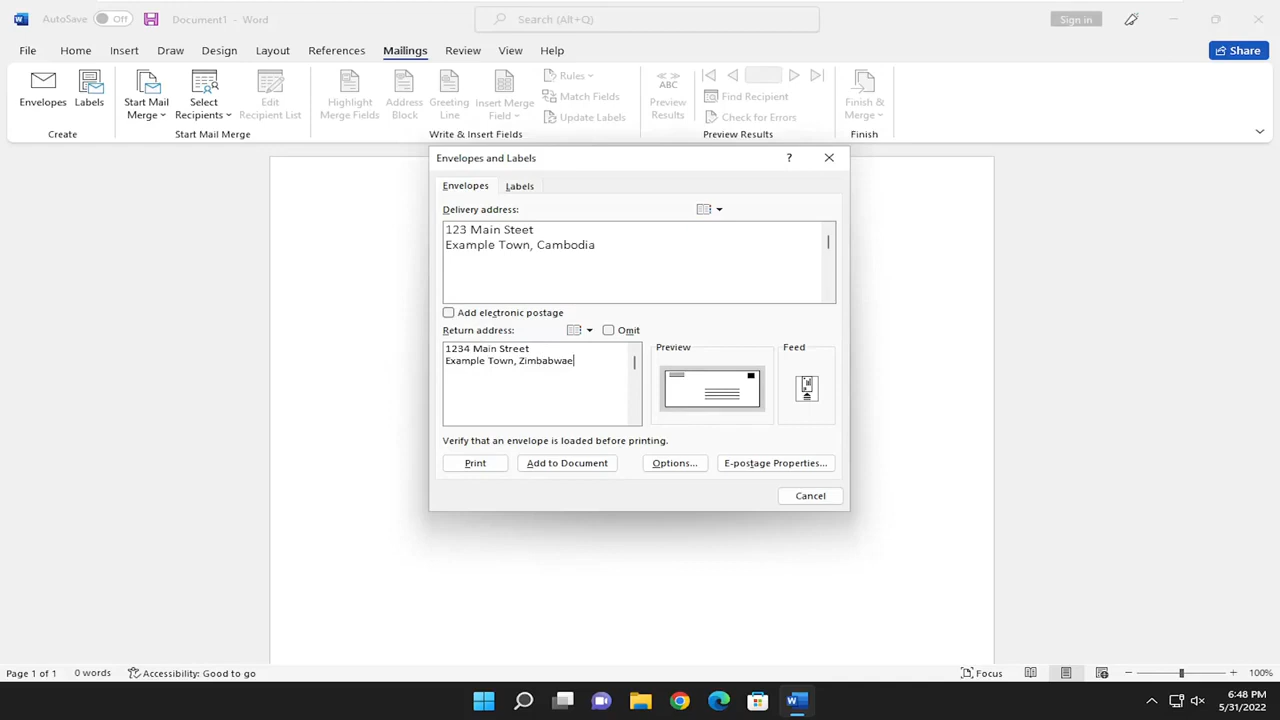 AutoSave Off Document1 - Word Search (Alt+Q) Sign in
File Home Insert Draw Design Layout References Mailings Review View Help Share
Envelopes Labels Start Mail Merge Select Recipients Edit Recipient List Highlight Merge Fields Address Block Greeting Line Insert Merge Field Rules Match Fields Update Labels ABC Preview Results Find Recipient Check for Errors Finish & Merge
Create Start Mail Merge Write & Insert Fields Preview Results Finish
Envelopes and Labels ?
Envelopes Labels
Delivery address:
123 Main Steet
Example Town, Cambodia
Add electronic postage
Return address: Omit
1234 Main Street
Example Town, Zimbabwae
Preview Feed
Verify that an envelope is loaded before printing.
Print Add to Document Options... E-postage Properties...
Cancel
Page 1 of 1 0 words Accessibility: Good to go Focus 100%
6:48 PM
5/31/2022